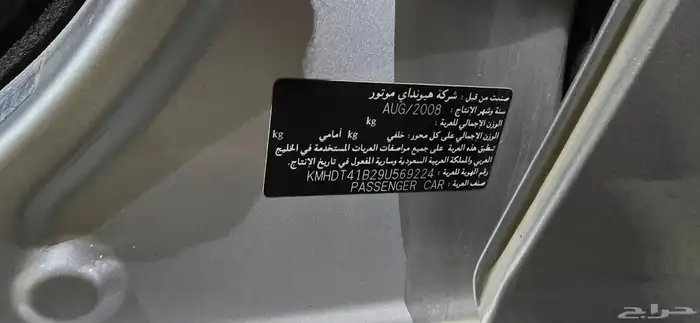 صنعت من قبل : شركة هيونداي موتور
سنة وشهر الإنتاج : AUG/2008
الوزن الإجمالي للعربة : kg
الوزن الإجمالي على كل محور: خلفي kg أمامي kg
تنطبق هذه العربة على جميع مواصفات العربات المستخدمة في الخليج
العربي والمملكة العربية السعودية وسارية المفعول في تاريخ الإنتاج.
رقم الهوية للعربة : KMHDT41B29U569224
صنف العربة : PASSENGER CAR
حراج